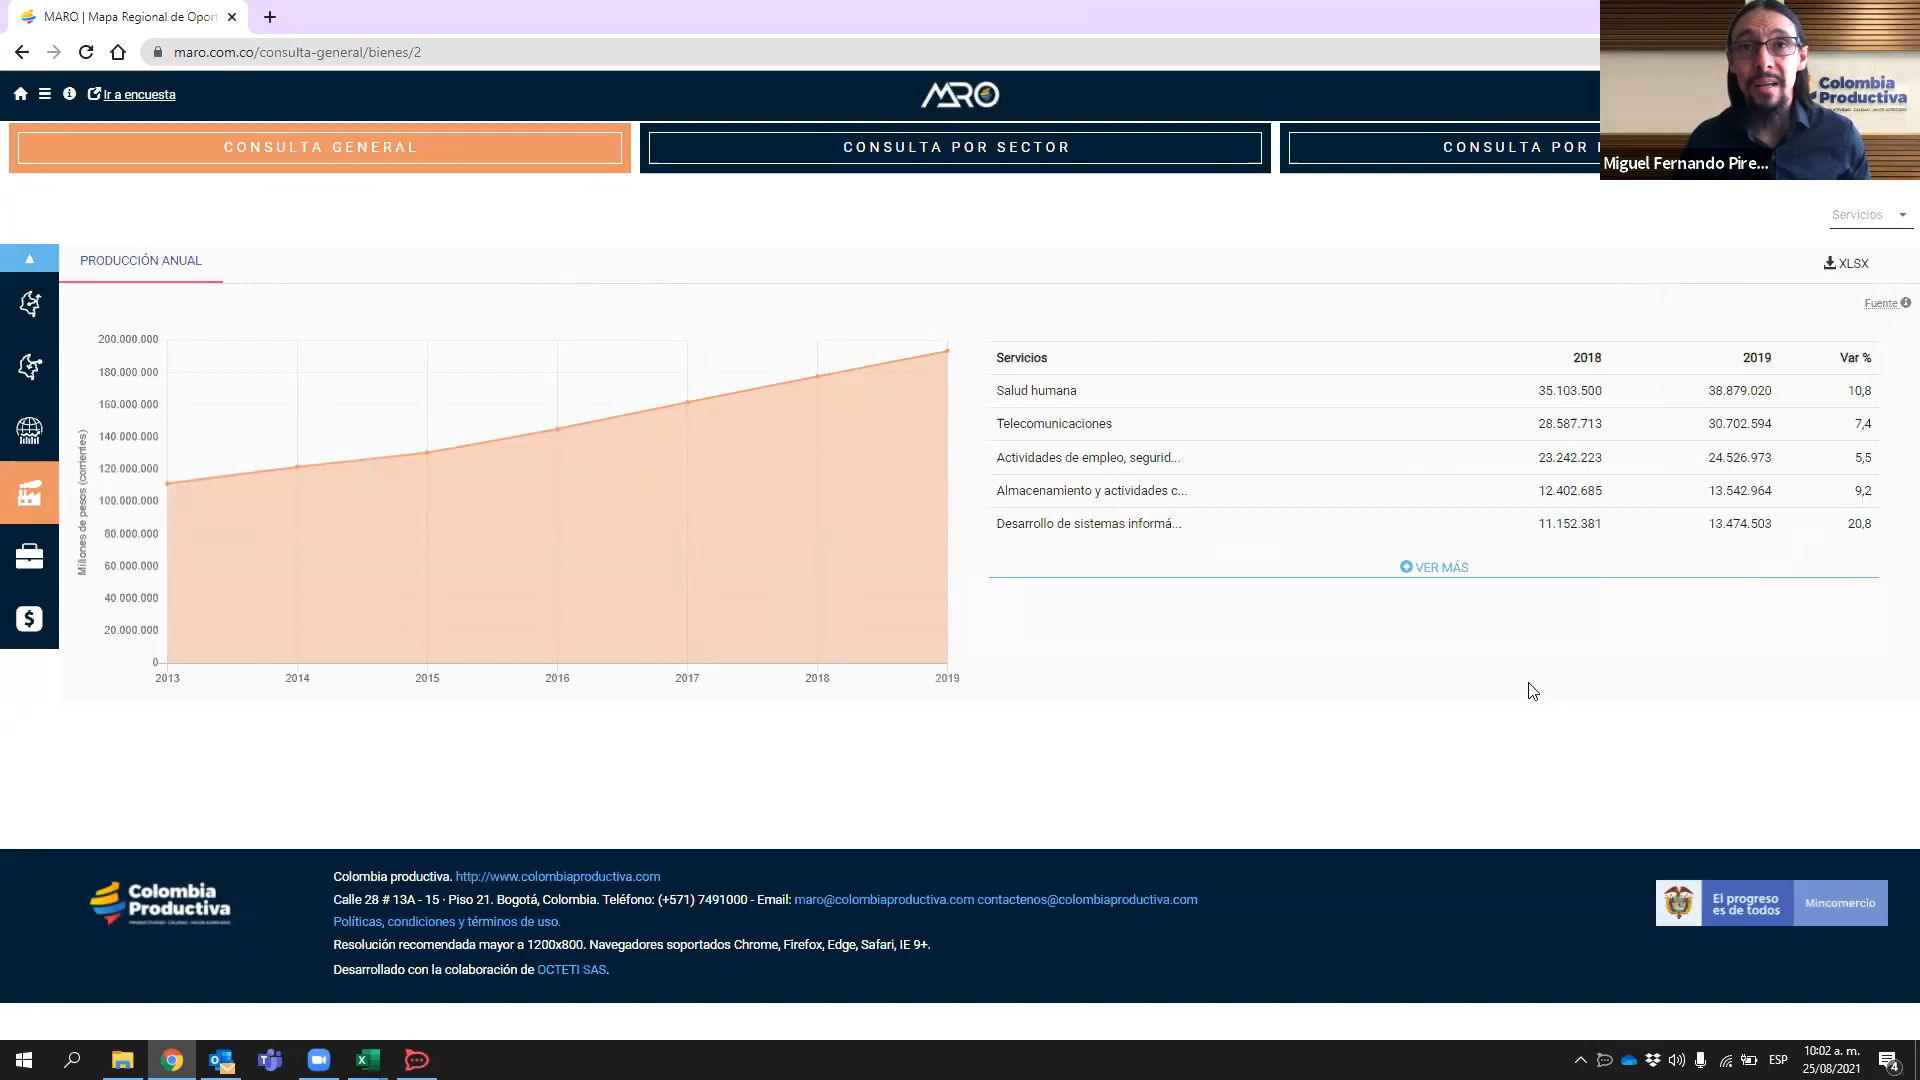 MARO | Mapa Regional de Oport
maro.com.co/consulta-general/bienes/2
Ir a encuesta
MRO
CONSULTA GENERAL
CONSULTA POR SECTOR
CONSULTA POR
Colombia
Productiva
Miguel Fernando Pire...
Servicios
PRODUCCIÓN ANUAL
XLSX
Fuente
Millones de pesos (corrientes)
200.000.000
180.000.000
160.000.000
140.000.000
120.000.000
100.000.000
80.000.000
60.000.000
40.000.000
20.000.000
0
2013 2014 2015 2016 2017 2018 2019
Servicios 2018 2019 Var %
Salud humana 35.103.500 38.879.020 10,8
Telecomunicaciones 28.587.713 30.702.594 7,4
Actividades de empleo, segurid... 23.242.223 24.526.973 5,5
Almacenamiento y actividades c... 12.402.685 13.542.964 9,2
Desarrollo de sistemas informá... 11.152.381 13.474.503 20,8
VER MÁS
Colombia
Productiva
Colombia productiva. http://www.colombiaproductiva.com
Calle 28 # 13A - 15 · Piso 21. Bogotá, Colombia. Teléfono: (+571) 7491000 - Email: maro@colombiaproductiva.com contactenos@colombiaproductiva.com
Políticas, condiciones y términos de uso.
Resolución recomendada mayor a 1200x800. Navegadores soportados Chrome, Firefox, Edge, Safari, IE 9+.
Desarrollado con la colaboración de OCTETI SAS.
El progreso
es de todos
Mincomercio
ESP
10:02 a. m.
25/08/2021
4